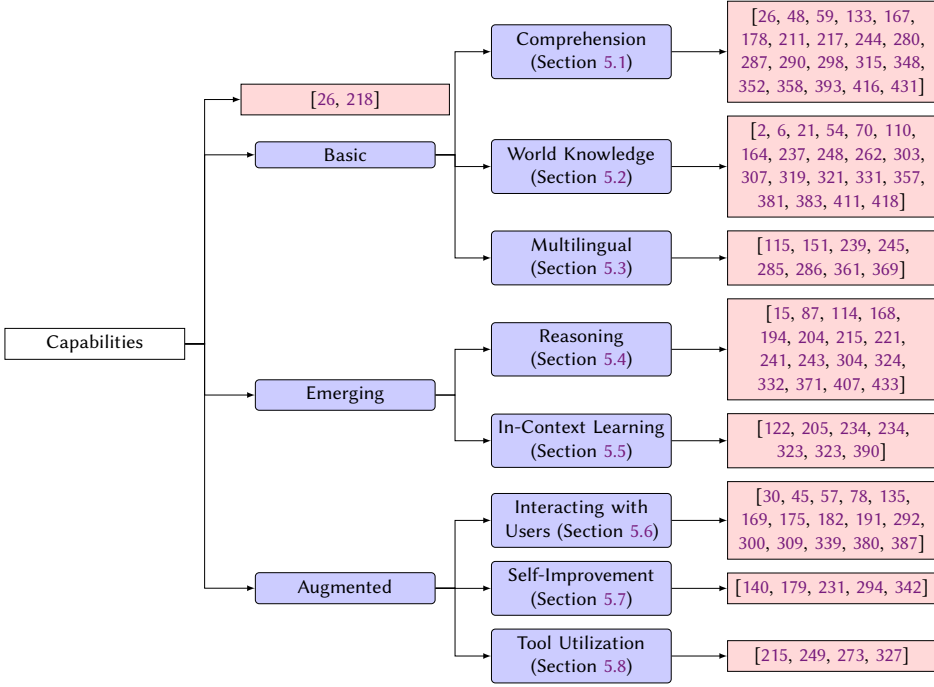 Capabilities
[26, 218]
Basic
Comprehension
(Section 5.1)
[26, 48, 59, 133, 167,
178, 211, 217, 244, 280,
287, 290, 298, 315, 348,
352, 358, 393, 416, 431]
World Knowledge
(Section 5.2)
[2, 6, 21, 54, 70, 110,
164, 237, 248, 262, 303,
307, 319, 321, 331, 357,
381, 383, 411, 418]
Multilingual
(Section 5.3)
[115, 151, 239, 245,
285, 286, 361, 369]
Emerging
Reasoning
(Section 5.4)
[15, 87, 114, 168,
194, 204, 215, 221,
241, 243, 304, 324,
332, 371, 407, 433]
In-Context Learning
(Section 5.5)
[122, 205, 234, 234,
323, 323, 390]
Augmented
Interacting with
Users (Section 5.6)
[30, 45, 57, 78, 135,
169, 175, 182, 191, 292,
300, 309, 339, 380, 387]
Self-Improvement
(Section 5.7)
[140, 179, 231, 294, 342]
Tool Utilization
(Section 5.8)
[215, 249, 273, 327]